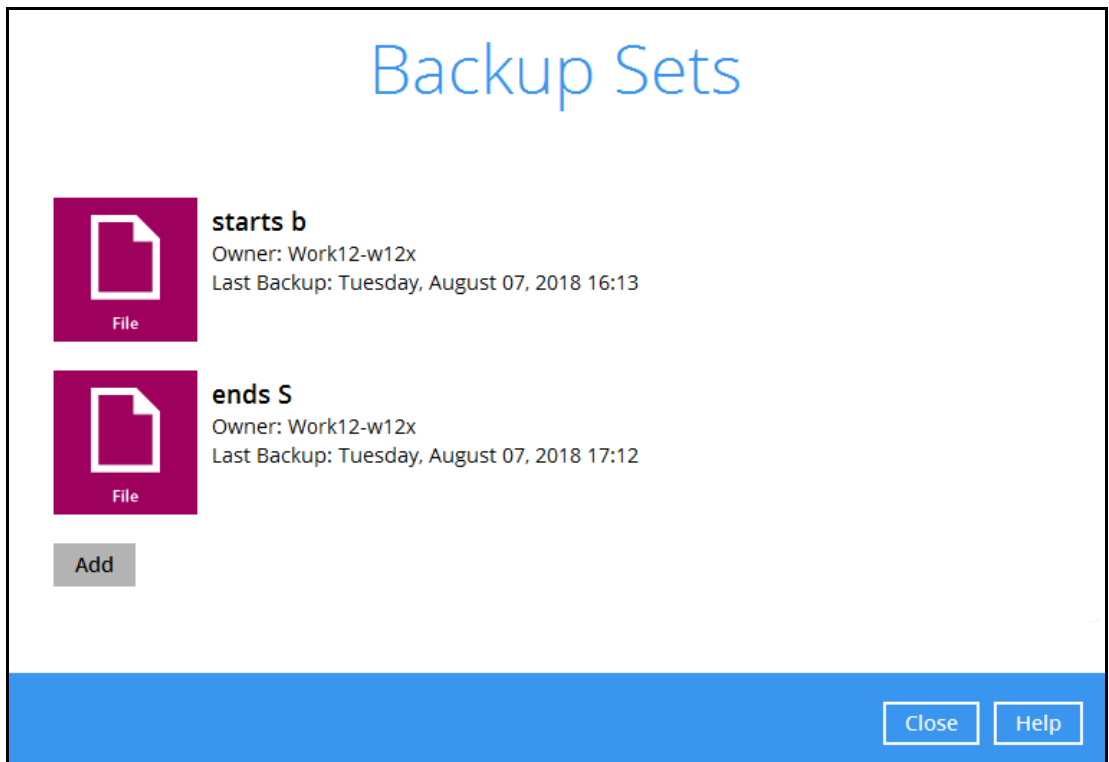 Backup Sets
starts b
Owner: Work12-w12x
Last Backup: Tuesday, August 07, 2018 16:13
File
ends S
Owner: Work12-w12x
Last Backup: Tuesday, August 07, 2018 17:12
File
Add
Close Help